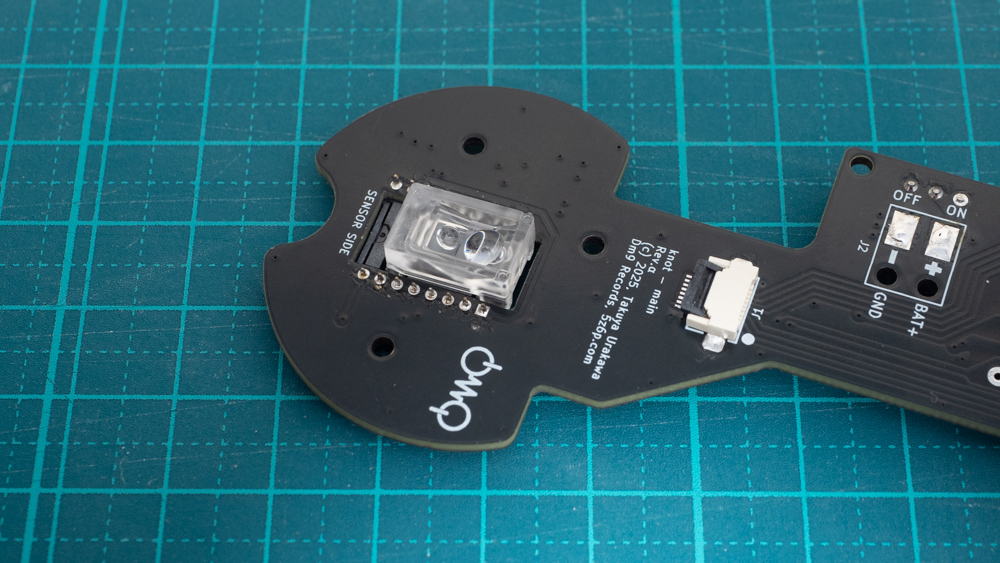 SENSOR SIDE
knot - main
Rev.a
(c) 2025, Takuya Urakawa
Dm9 Records, 5z6p.com
J1
OFF
ON
J2
-
+
GND
BAT+